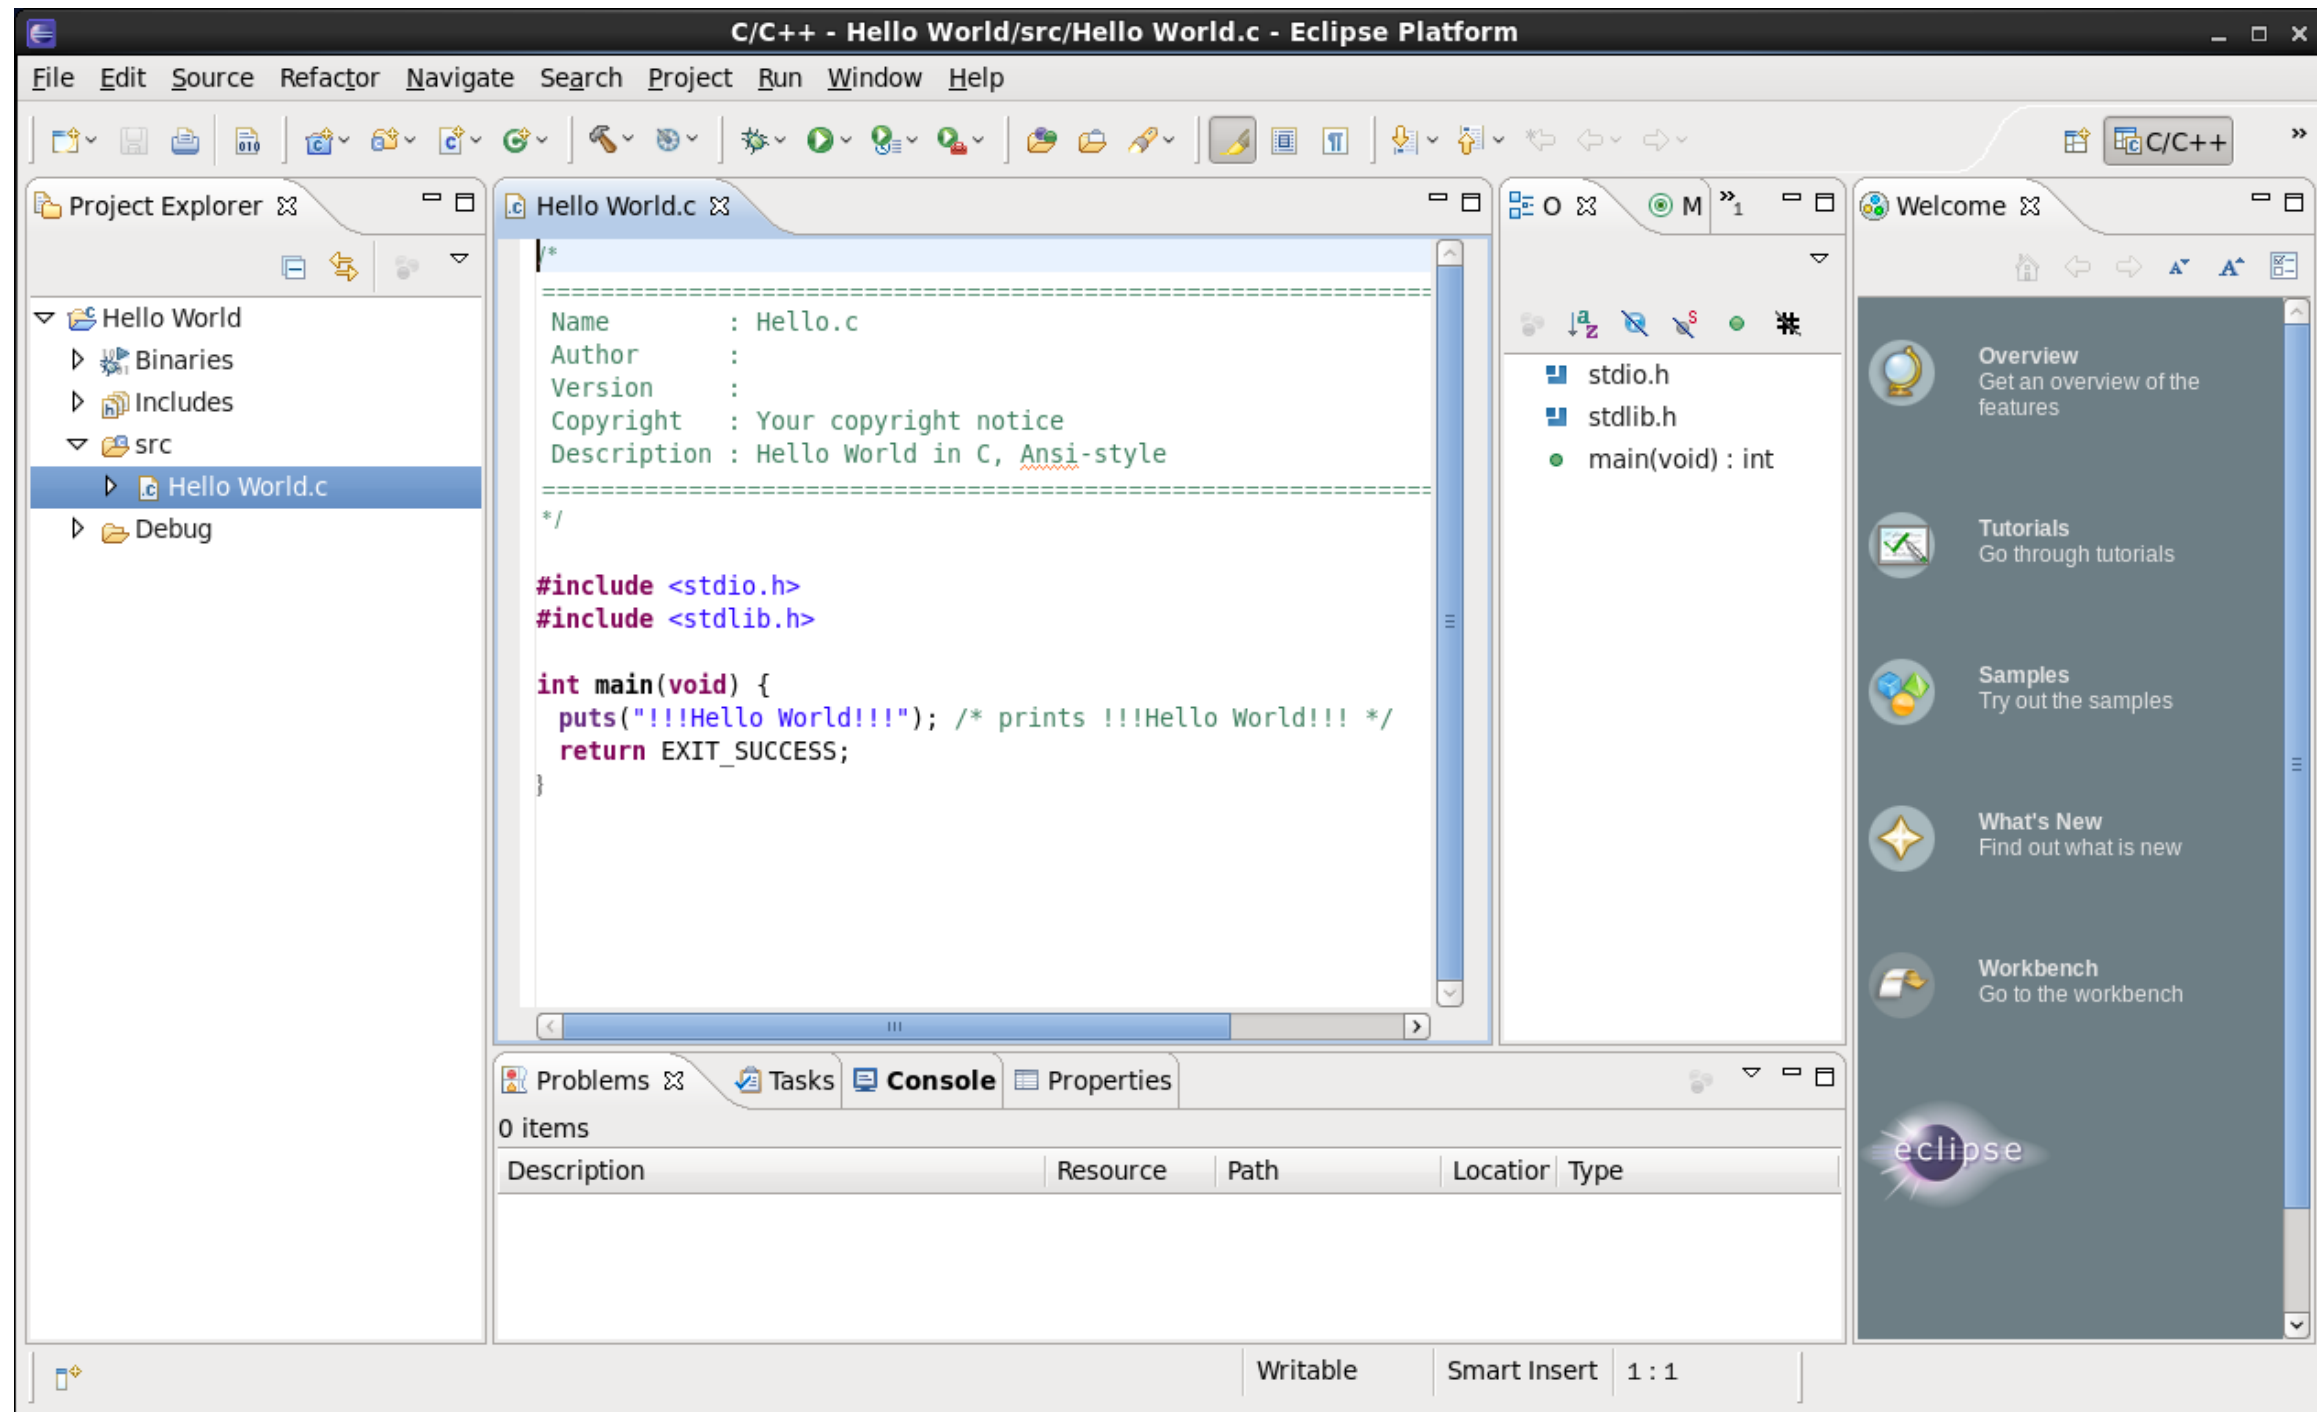 C/C++ - Hello World/src/Hello World.c - Eclipse Platform
File Edit Source Refactor Navigate Search Project Run Window Help
C/C++
Project Explorer
Hello World
Binaries
Includes
src
Hello World.c
Debug
Hello World.c
/*
============================================================
Name : Hello.c
Author :
Version :
Copyright : Your copyright notice
Description : Hello World in C, Ansi-style
============================================================
*/
#include <stdio.h>
#include <stdlib.h>
int main(void) {
puts("!!!Hello World!!!"); /* prints !!!Hello World!!! */
return EXIT_SUCCESS;
}
O M »1
stdio.h
stdlib.h
main(void) : int
Welcome
Overview
Get an overview of the
features
Tutorials
Go through tutorials
Samples
Try out the samples
What's New
Find out what is new
Workbench
Go to the workbench
eclipse
Problems Tasks Console Properties
0 items
Description Resource Path Location Type
Writable Smart Insert 1 : 1